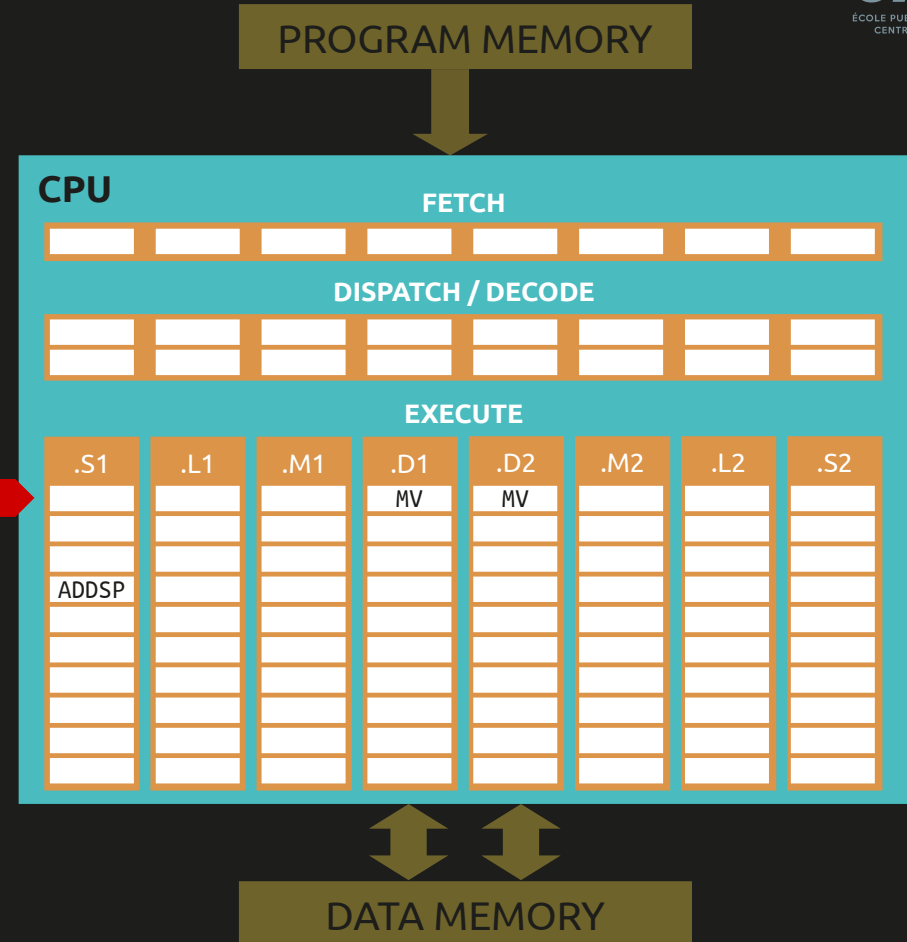 ÉCOLE
CENTR
PROGRAM MEMORY
CPU
FETCH
DISPATCH / DECODE
EXECUTE
.S1 .L1 .M1 .D1 .D2 .M2 .L2 .S2
MV MV
ADDSP
DATA MEMORY